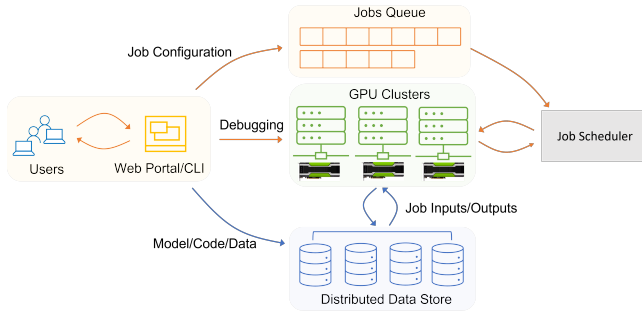 Jobs Queue
Job Configuration
GPU Clusters
Debugging
Job Scheduler
Users
Web Portal/CLI
Job Inputs/Outputs
Model/Code/Data
Distributed Data Store